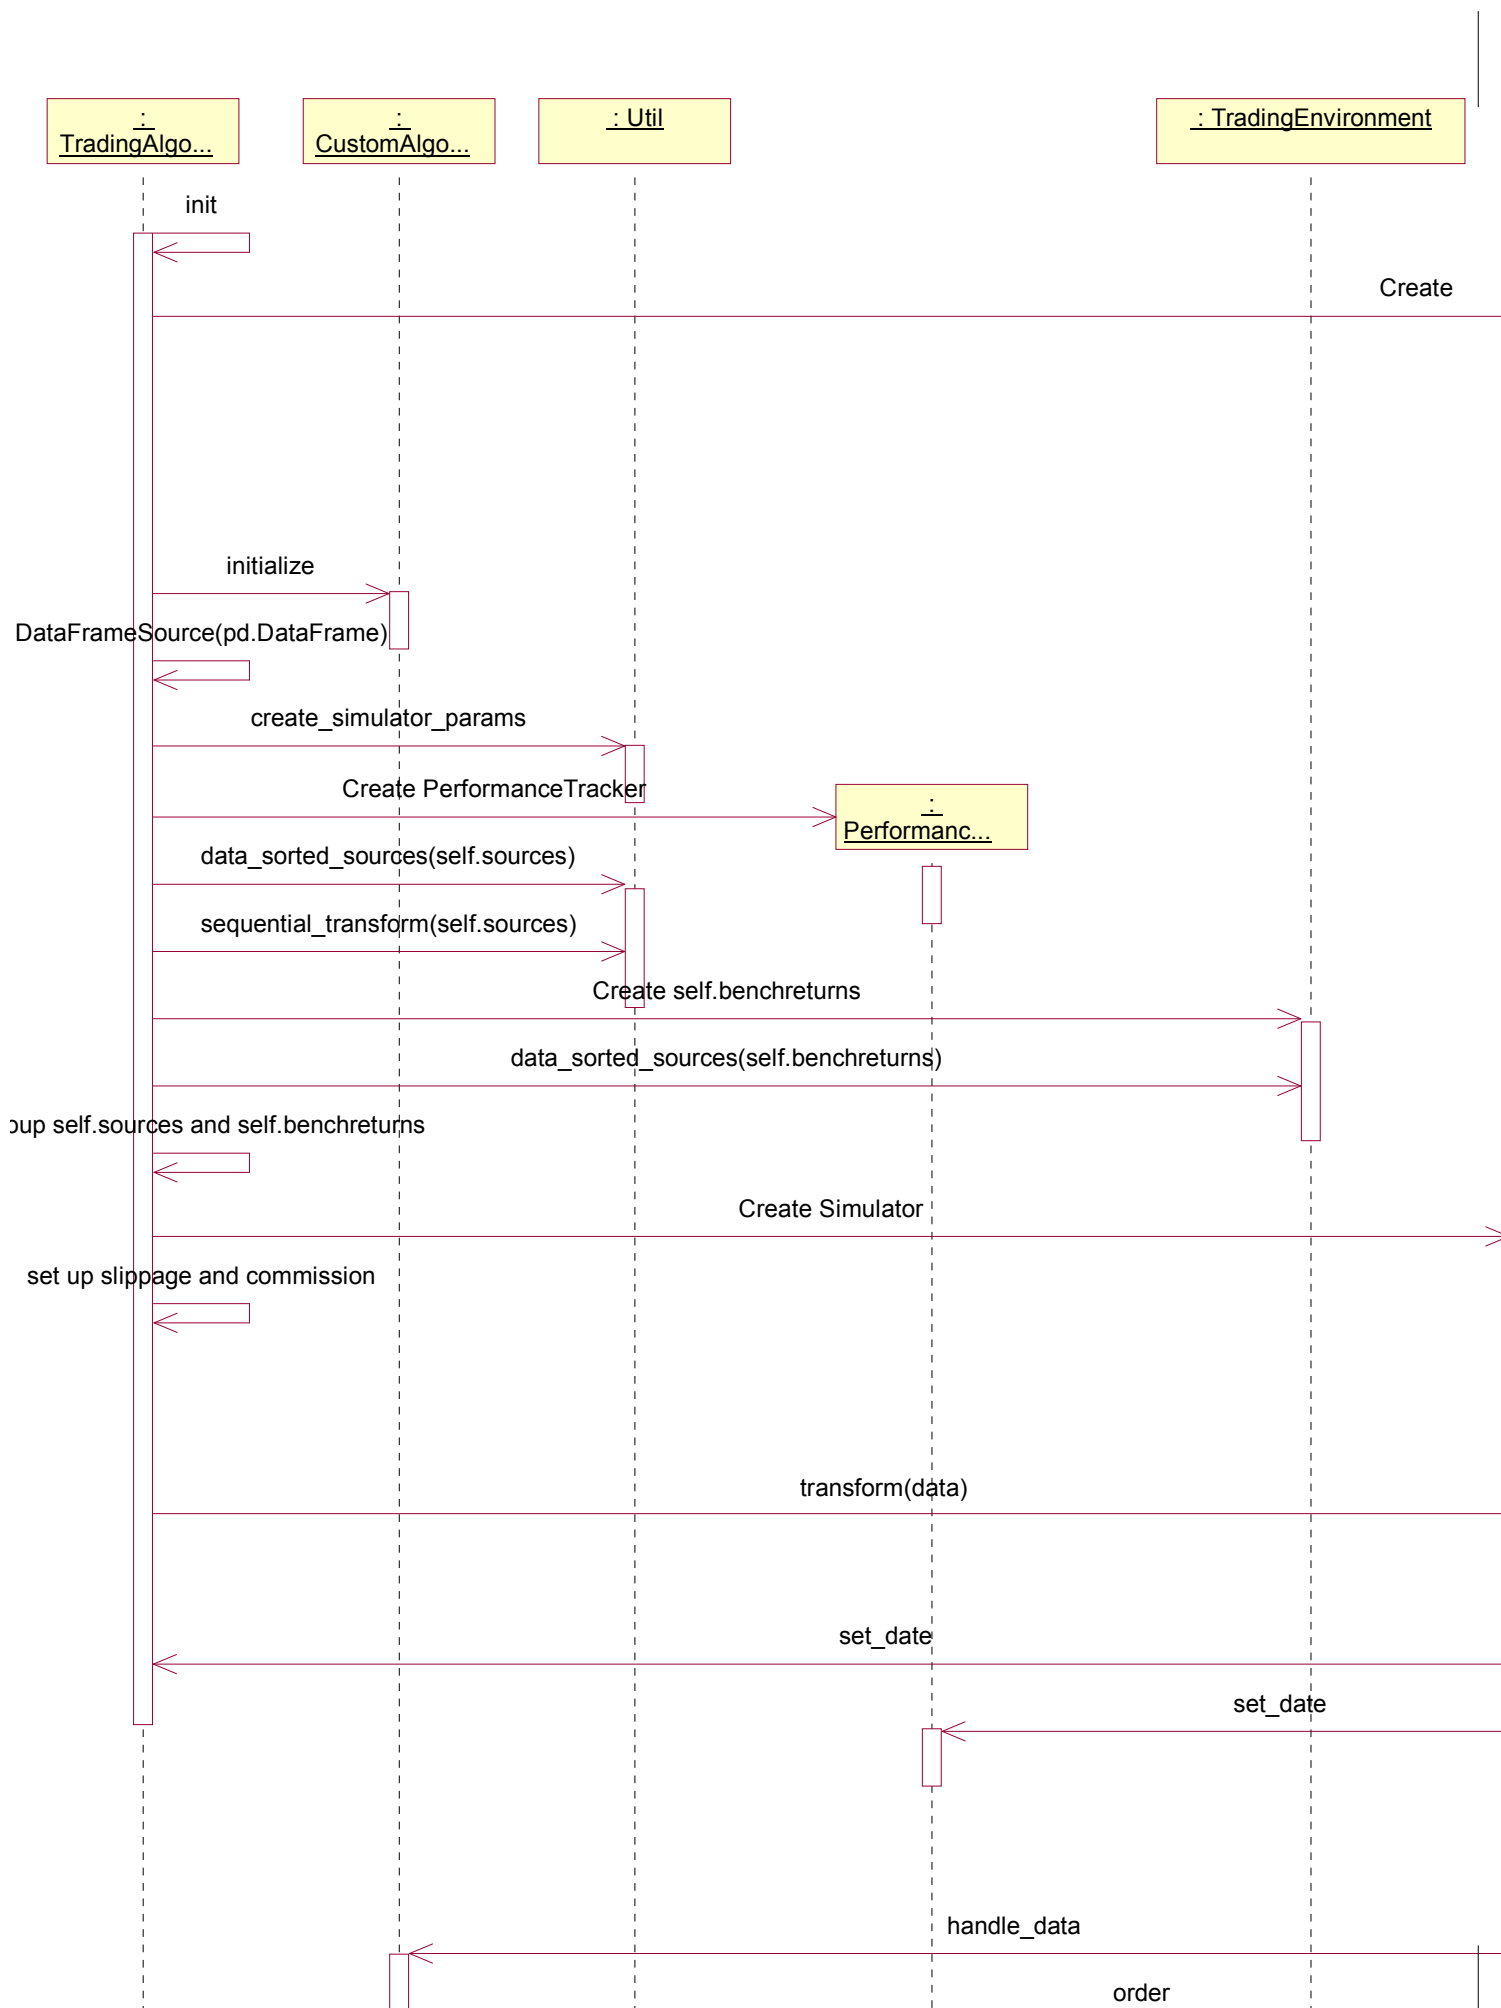 :
TradingAlgo...
:
CustomAlgo...
: Util
: TradingEnvironment
init
Create
initialize
DataFrameSource(pd.DataFrame)
create_simulator_params
Create PerformanceTracker
:
Performanc...
data_sorted_sources(self.sources)
sequential_transform(self.sources)
Create self.benchreturns
data_sorted_sources(self.benchreturns)
oup self.sources and self.benchreturns
Create Simulator
set up slippage and commission
transform(data)
set_date
set_date
handle_data
order